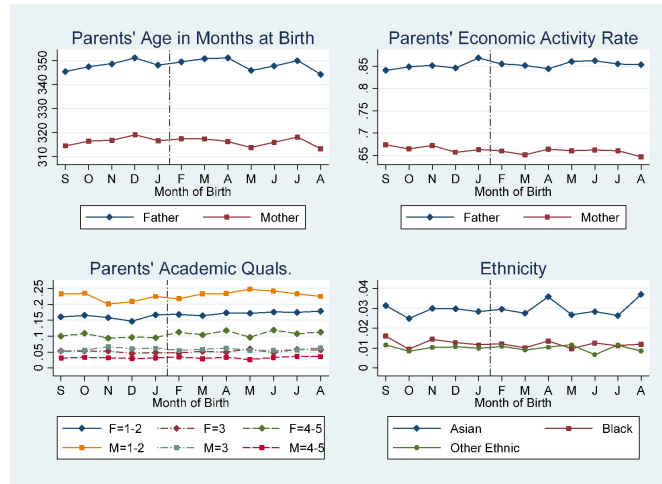 Parents' Age in Months at Birth
310 320 330 340 350
S O N D J F M A M J J A
Month of Birth
Father Mother
Parents' Economic Activity Rate
.65 .7 .75 .8 .85
S O N D J F M A M J J A
Month of Birth
Father Mother
Parents' Academic Quals.
0 .05 .1 .15 .2 .25
S O N D J F M A M J J A
Month of Birth
F=1-2 F=3 F=4-5
M=1-2 M=3 M=4-5
Ethnicity
0 .01 .02 .03 .04
S O N D J F M A M J J A
Month of Birth
Asian Black
Other Ethnic